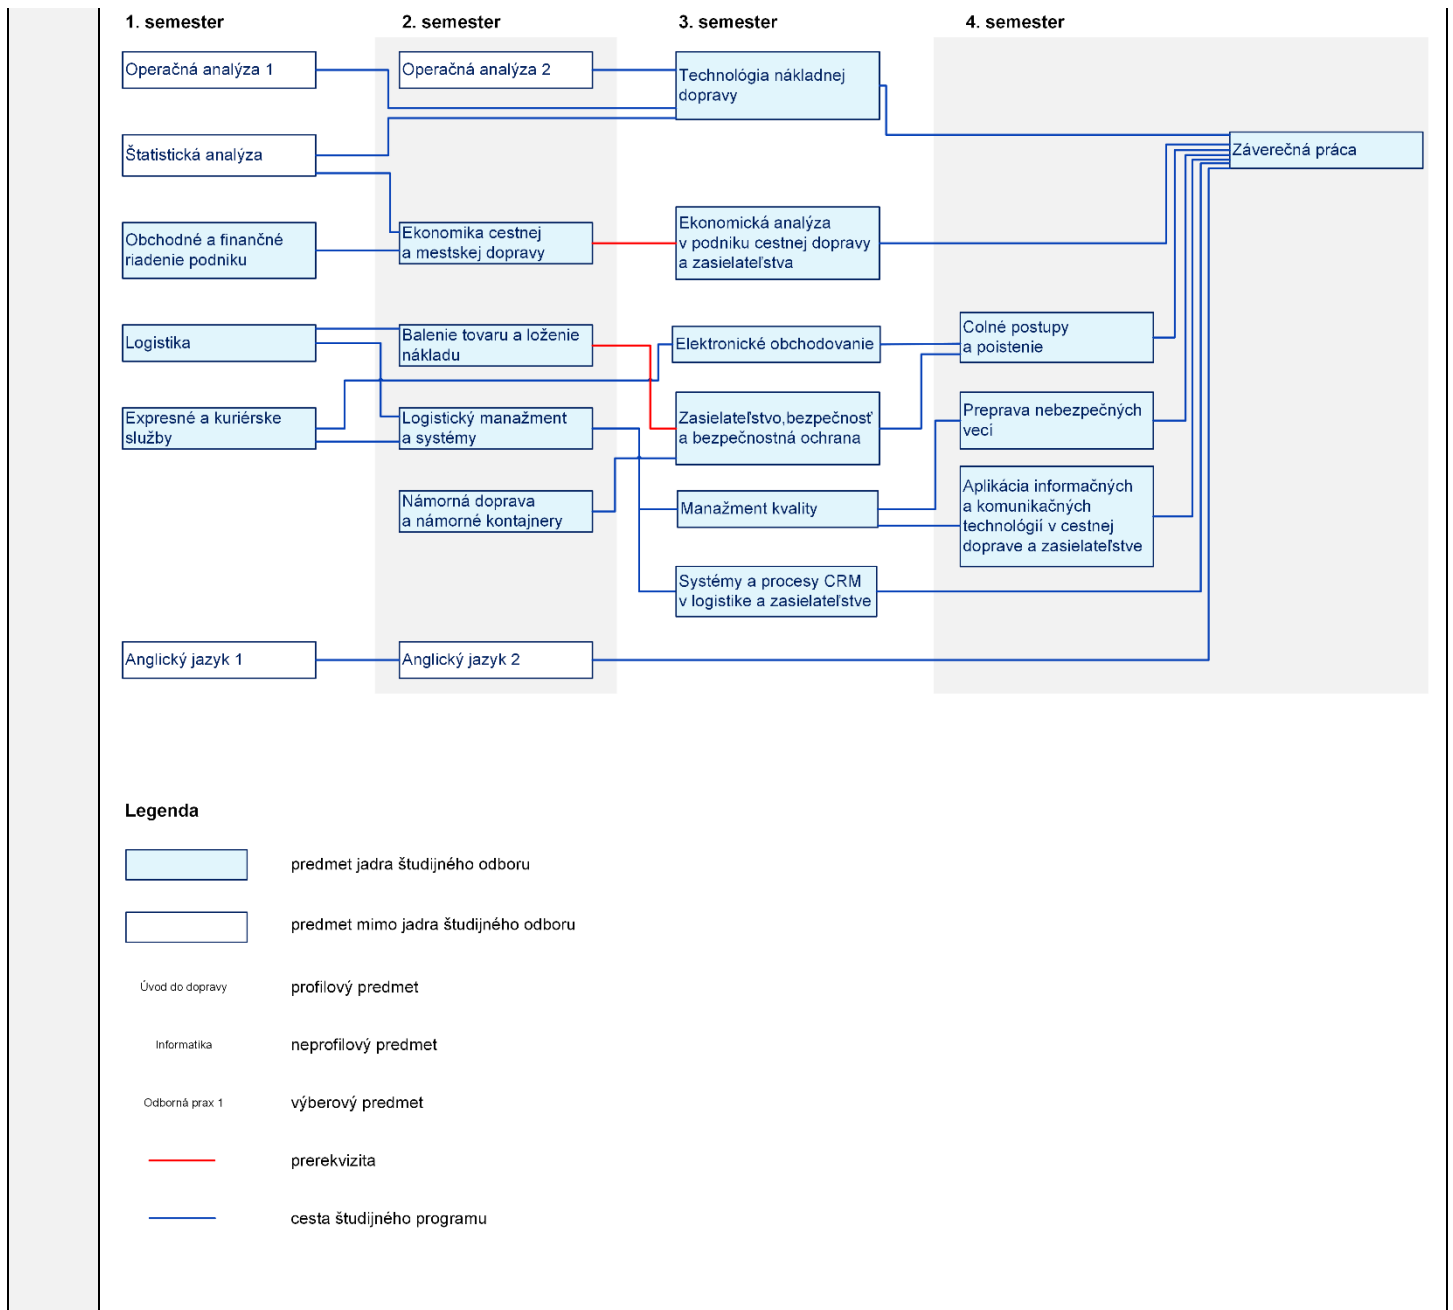 1. semester
2. semester
3. semester
4. semester
Operačná analýza 1
Operačná analýza 2
Technológia nákladnej
dopravy
Štatistická analýza
Záverečná práca
Obchodné a finančné
riadenie podniku
Ekonomika cestnej
a mestskej dopravy
Ekonomická analýza
v podniku cestnej dopravy
a zasielateľstva
Logistika
Balenie tovaru a loženie
nákladu
Elektronické obchodovanie
Colné postupy
a poistenie
Expresné a kuriérske
služby
Logistický manažment
a systémy
Zasielateľstvo,bezpečnosť
a bezpečnostná ochrana
Preprava nebezpečných
vecí
Námorná doprava
a námorné kontajnery
Manažment kvality
Aplikácia informačných
a komunikačných
technológií v cestnej
doprave a zasielateľstve
Systémy a procesy CRM
v logistike a zasielateľstve
Anglický jazyk 1
Anglický jazyk 2
Legenda
predmet jadra študijného odboru
predmet mimo jadra študijného odboru
Úvod do dopravy
profilový predmet
Informatika
neprofilový predmet
Odborná prax 1
výberový predmet
prerekvizita
cesta študijného programu